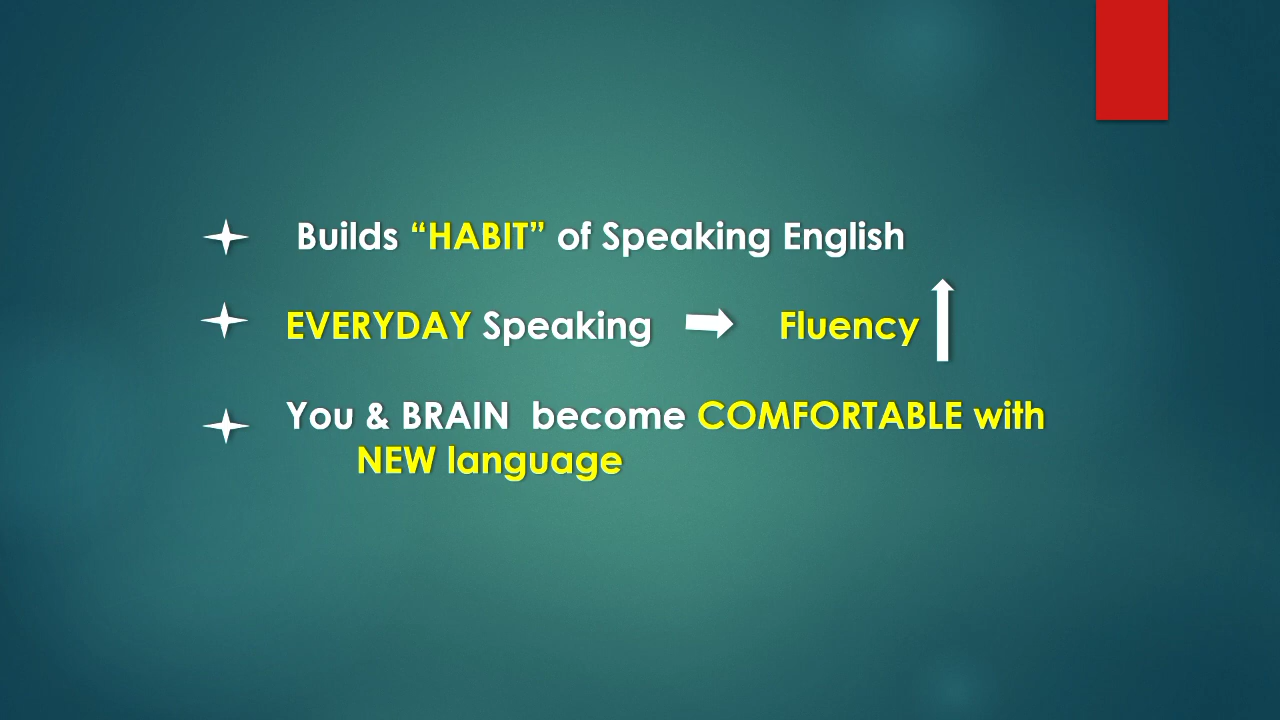 Builds “HABIT” of Speaking English
EVERYDAY Speaking Fluency
You & BRAIN become COMFORTABLE with
NEW language